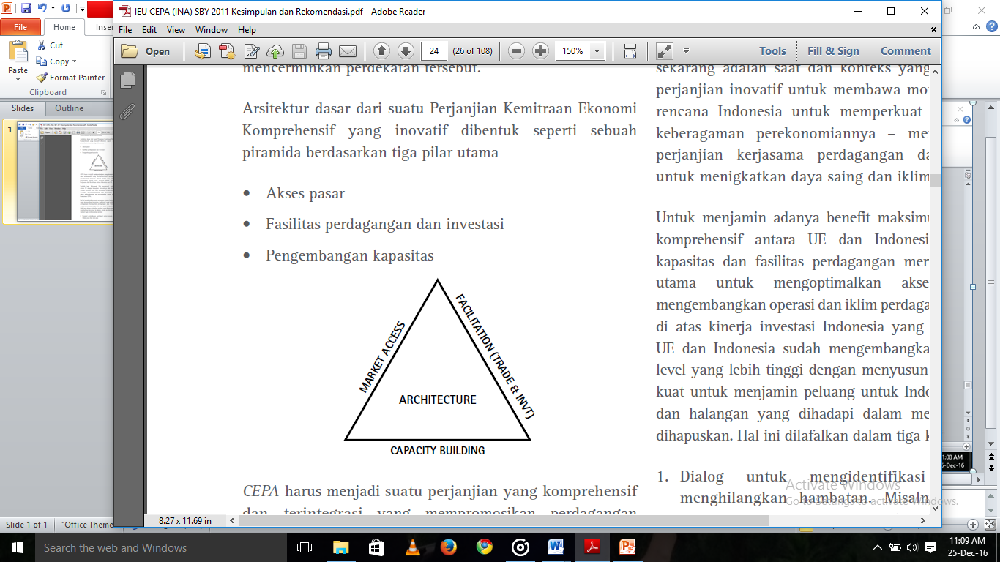 IEU CEPA (INA) SBY 2011 Kesimpulan dan Rekomendasi.pdf - Adobe Reader
File
Home
Inser
Cut
Copy
Format Painter
Paste
Clipboard
Slides
Outline
1
File Edit View Window Help
Open
24
(26 of 108)
150%
Tools
Fill & Sign
Comment
mencerminkan perdekatan tersebut.
Arsitektur dasar dari suatu Perjanjian Kemitraan Ekonomi
Komprehensif yang inovatif dibentuk seperti sebuah
piramida berdasarkan tiga pilar utama
• Akses pasar
• Fasilitas perdagangan dan investasi
• Pengembangan kapasitas
MARKET ACCESS
FACILITATION (TRADE & INVT)
ARCHITECTURE
CAPACITY BUILDING
CEPA harus menjadi suatu perjanjian yang komprehensif
dan terintegrasi yang mempromosikan perdagangan
sekarang adalah saat dan konteks yang
perjanjian inovatif untuk membawa mo
rencana Indonesia untuk memperkuat
keberagaman perekonomiannya – me
perjanjian kerjasama perdagangan da
untuk menigkatkan daya saing dan iklim
Untuk menjamin adanya benefit maksimu
komprehensif antara UE dan Indonesi
kapasitas dan fasilitas perdagangan mer
utama untuk mengoptimalkan akse
mengembangkan operasi dan iklim perdaga
di atas kinerja investasi Indonesia yang
UE dan Indonesia sudah mengembangka
level yang lebih tinggi dengan menyusun
kuat untuk menjamin peluang untuk Indo
dan halangan yang dihadapi dalam me
dihapuskan. Hal ini dilafalkan dalam tiga k
1. Dialog untuk mengidentifikasi
menghilangkan hambatan. Misaln
Activate Windows
Go to Settings to activate Windows.
8.27 x 11.69 in
1:08 AM
5-Dec-16
Slide 1 of 1
"Office Theme
Search the web and Windows
11:09 AM
25-Dec-16